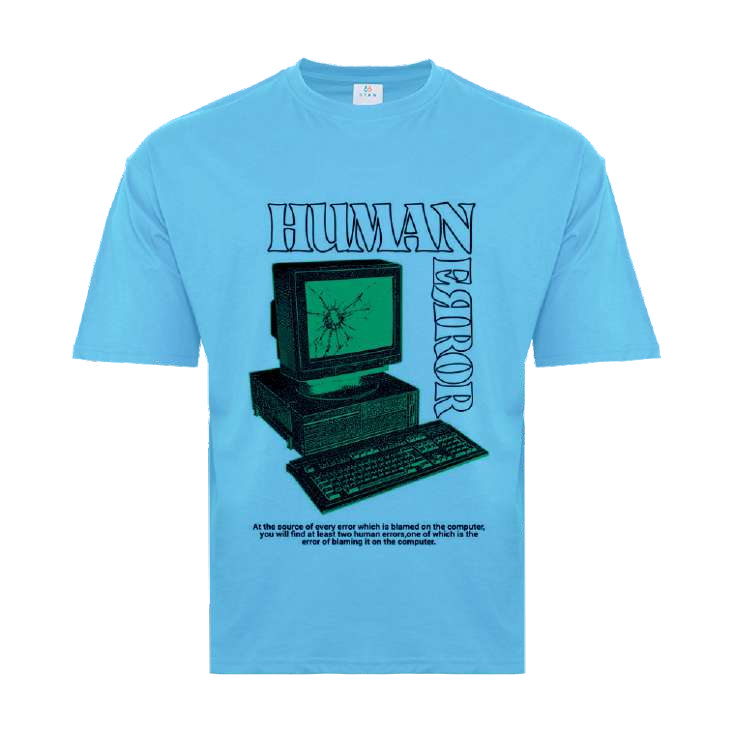 HUMAN
ERROR
At the source of every error which is blamed on the computer,
you will find at least two human errors,one of which is the
error of blaming it on the computer.